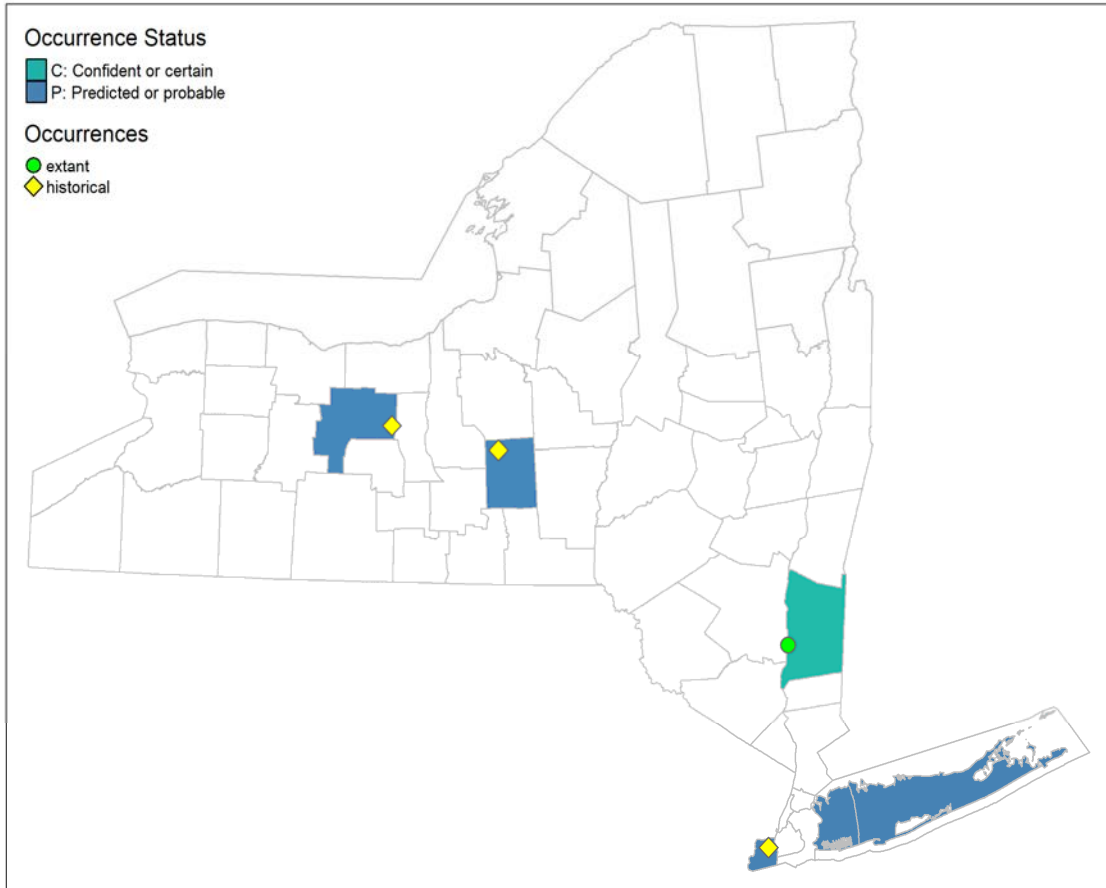 Occurrence Status
C: Confident or certain
P: Predicted or probable
Occurrences
extant
historical